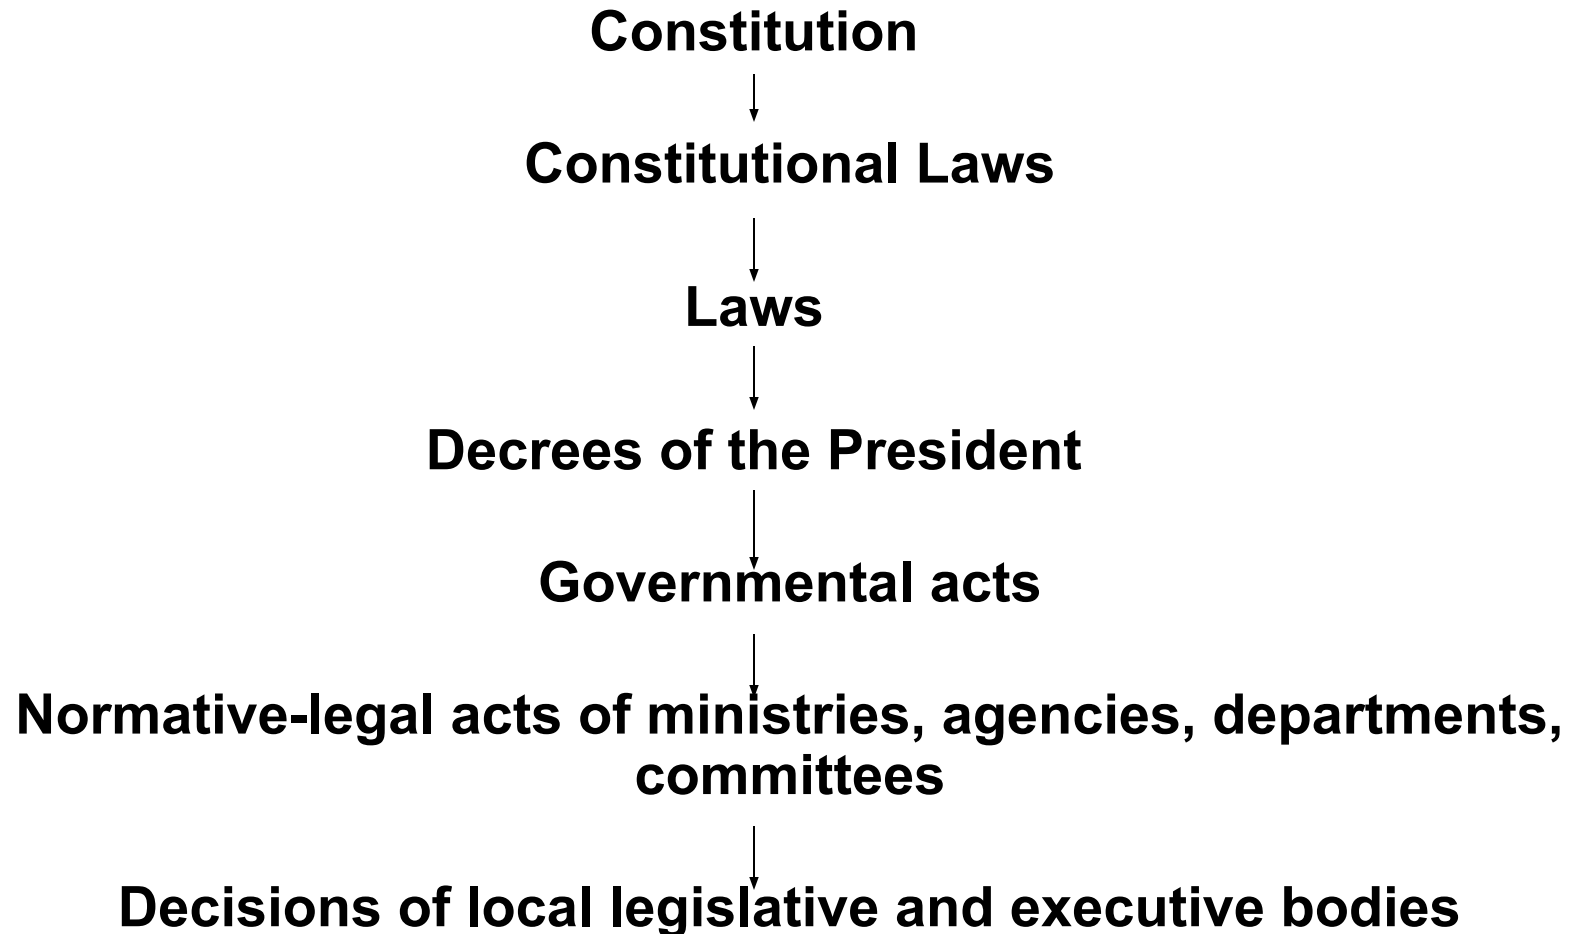 Constitution
Constitutional Laws
Laws
Decrees of the President
Governmental acts
Normative-legal acts of ministries, agencies, departments,
committees
Decisions of local legislative and executive bodies